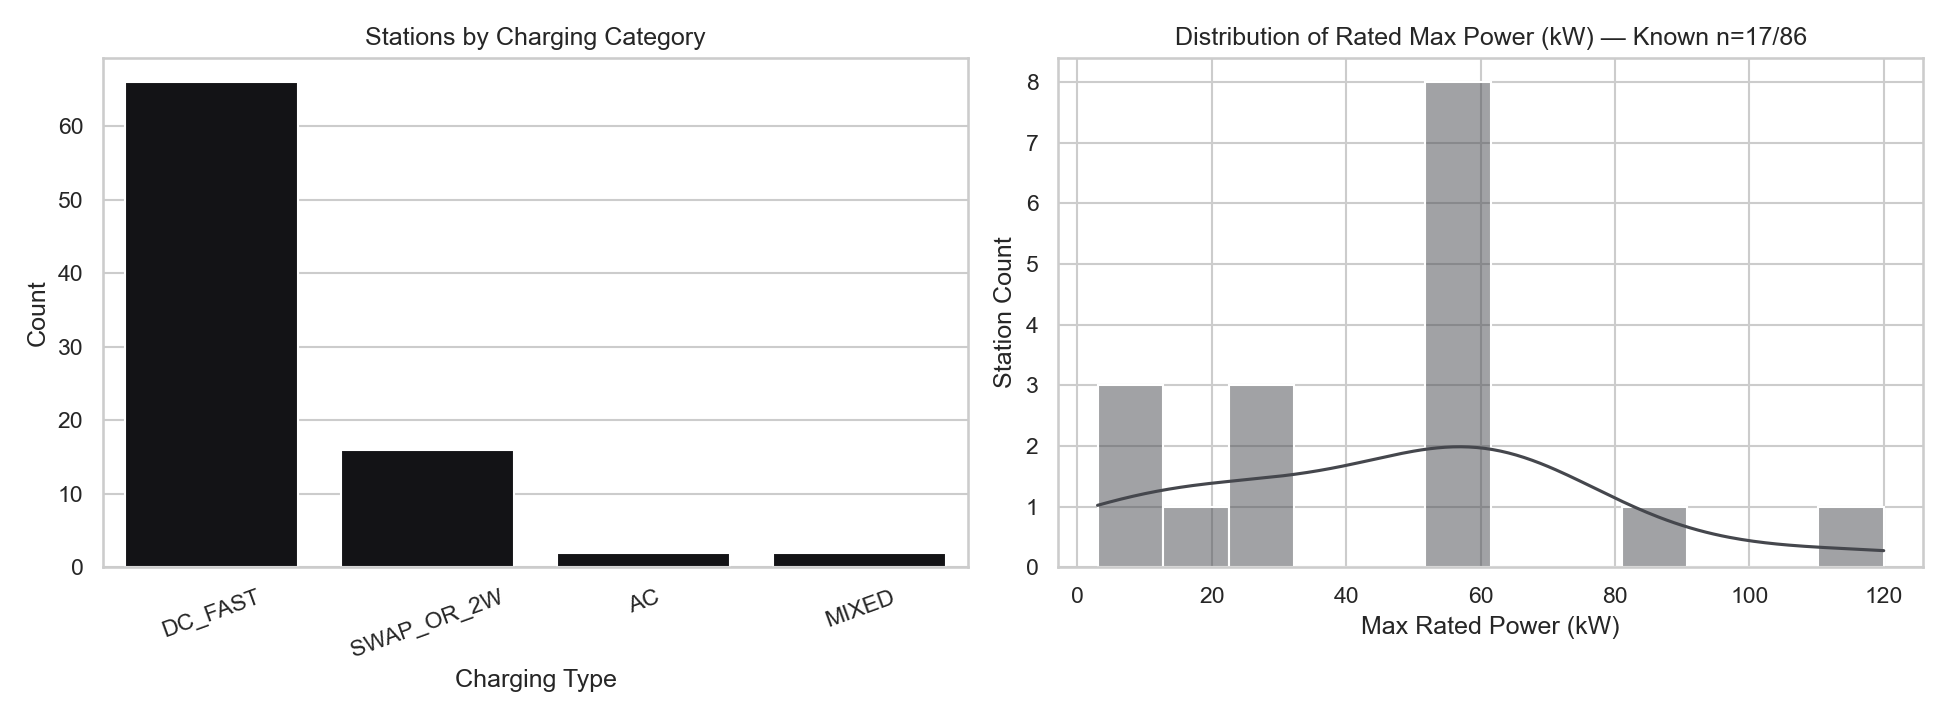 Stations by Charging Category
Count
60
50
40
30
20
10
0
DC_FAST
SWAP_OR_2W
AC
MIXED
Charging Type
Distribution of Rated Max Power (kW) — Known n=17/86
Station Count
8
7
6
5
4
3
2
1
0
0 20 40 60 80 100 120
Max Rated Power (kW)